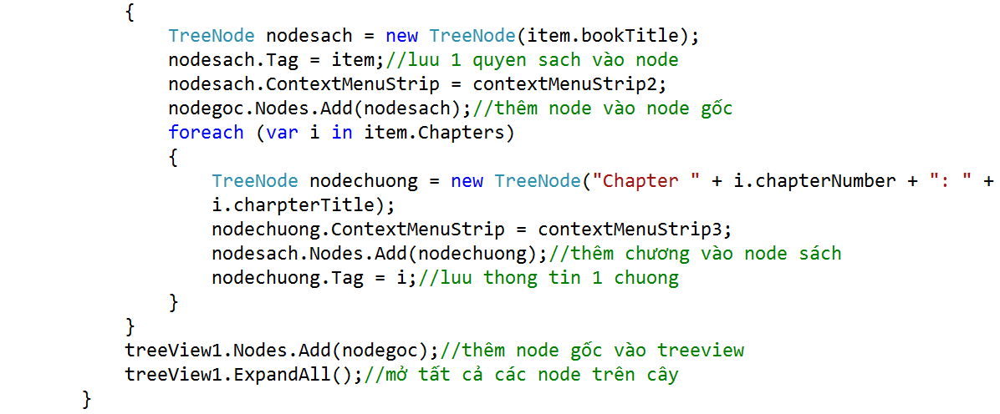 {
TreeNode nodesach = new TreeNode(item.bookTitle);
nodesach.Tag = item;//luu 1 quyen sach vào node
nodesach.ContextMenuStrip = contextMenuStrip2;
nodegoc.Nodes.Add(nodesach);//thêm node vào node gốc
foreach (var i in item.Chapters)
{
TreeNode nodechuong = new TreeNode("Chapter " + i.chapterNumber + ": " +
i.charpterTitle);
nodechuong.ContextMenuStrip = contextMenuStrip3;
nodesach.Nodes.Add(nodechuong);//thêm chương vào node sách
nodechuong.Tag = i;//luu thong tin 1 chuong
}
}
treeView1.Nodes.Add(nodegoc);//thêm node gốc vào treeview
treeView1.ExpandAll();//mở tất cả các node trên cây
}